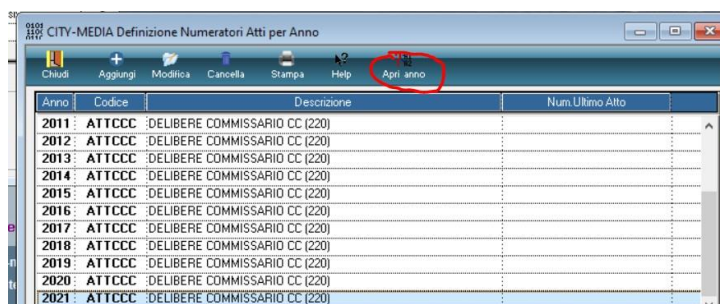 CITY-MEDIA Definizione Numeratori Atti per Anno
Chiudi Aggiungi Modifica Cancella Stampa Help Apri anno
Anno Codice Descrizione Num.Ultimo Atto
2011 ATTCCC DELIBERE COMMISSARIO CC (220)
2012 ATTCCC DELIBERE COMMISSARIO CC (220)
2013 ATTCCC DELIBERE COMMISSARIO CC (220)
2014 ATTCCC DELIBERE COMMISSARIO CC (220)
2015 ATTCCC DELIBERE COMMISSARIO CC (220)
2016 ATTCCC DELIBERE COMMISSARIO CC (220)
2017 ATTCCC DELIBERE COMMISSARIO CC (220)
2018 ATTCCC DELIBERE COMMISSARIO CC (220)
2019 ATTCCC DELIBERE COMMISSARIO CC (220)
2020 ATTCCC DELIBERE COMMISSARIO CC (220)
2021 ATTCCC DELIBERE COMMISSARIO CC (220)